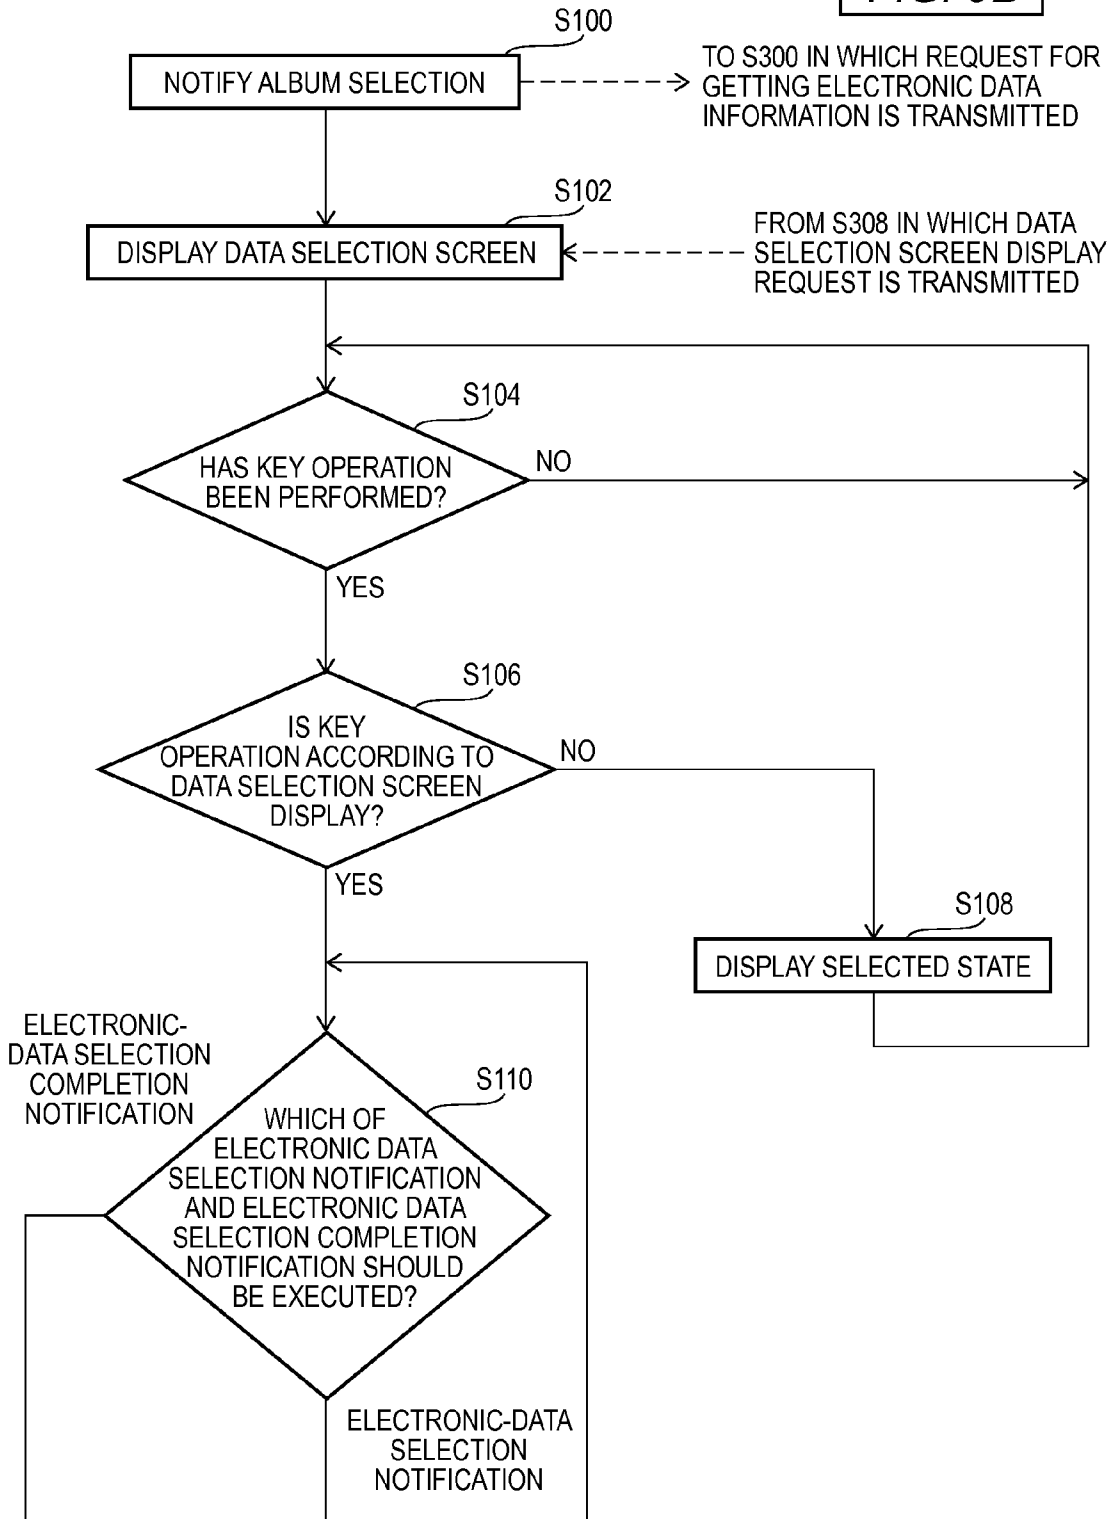 S100
NOTIFY ALBUM SELECTION
TO S300 IN WHICH REQUEST FOR
GETTING ELECTRONIC DATA
INFORMATION IS TRANSMITTED
S102
DISPLAY DATA SELECTION SCREEN
FROM S308 IN WHICH DATA
SELECTION SCREEN DISPLAY
REQUEST IS TRANSMITTED
S104
HAS KEY OPERATION
BEEN PERFORMED?
NO
YES
S106
IS KEY
OPERATION ACCORDING TO
DATA SELECTION SCREEN
DISPLAY?
NO
YES
S108
DISPLAY SELECTED STATE
ELECTRONIC-
DATA SELECTION
COMPLETION
NOTIFICATION
S110
WHICH OF
ELECTRONIC DATA
SELECTION NOTIFICATION
AND ELECTRONIC DATA
SELECTION COMPLETION
NOTIFICATION SHOULD
BE EXECUTED?
ELECTRONIC-DATA
SELECTION
NOTIFICATION